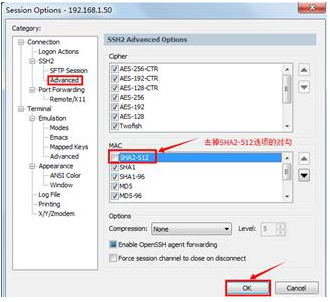 Session Options - 192.168.1.50
Category:
Connection
Logon Actions
SSH2
SFTP Session
Advanced
Port Forwarding
Remote/X11
Terminal
Emulation
Modes
Emacs
Mapped Keys
Advanced
Appearance
ANSI Color
Window
Log File
Printing
X/Y/Zmodem
SSH2 Advanced Options
Cipher
AES-256-CTR
AES-192-CTR
AES-128-CTR
AES-256
AES-192
AES-128
Twofish
MAC
去掉SHA2-512选项的对勾
SHA2-512
SHA1
SHA1-96
MD5
MD5-96
Options
Compression: None Level: 5
Enable OpenSSH agent forwarding
Force session channel to close on disconnect
OK Cancel